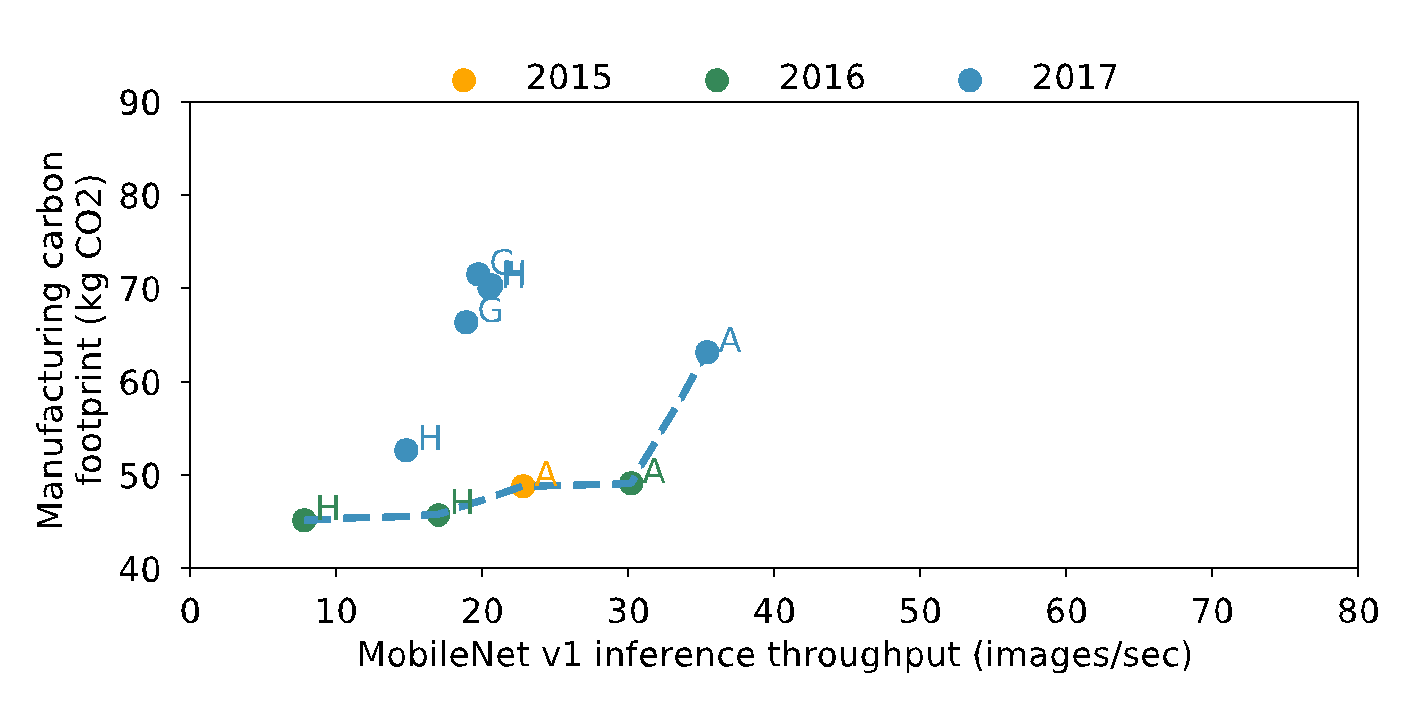 2015 2016 2017
90
80
70
60
50
40
Manufacturing carbon
footprint (kg CO2)
G
H
H
G
A
H
A
A
H
H
0 10 20 30 40 50 60 70 80
MobileNet v1 inference throughput (images/sec)